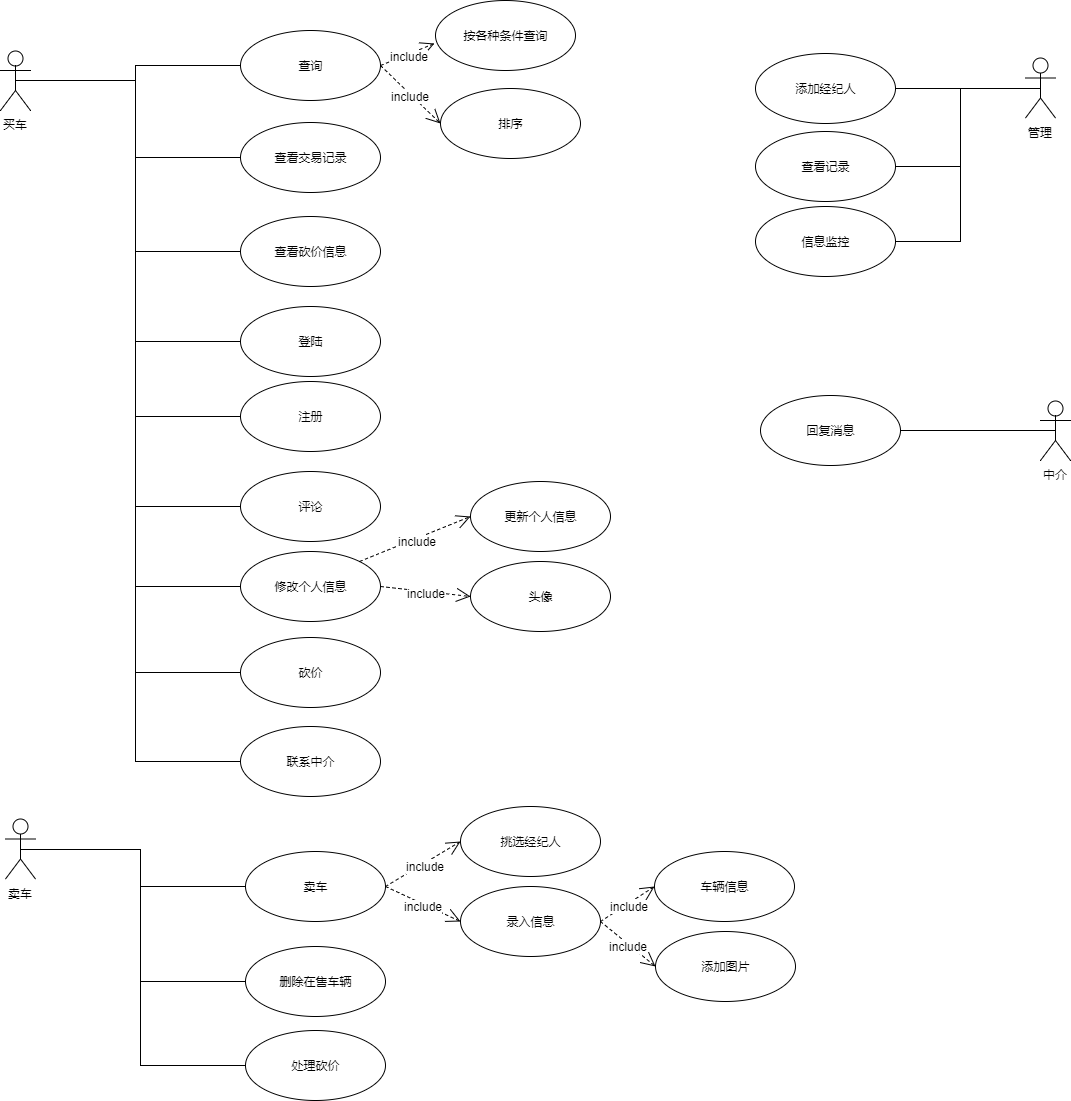 买车
查询
include
按各种条件查询
include
排序
查看交易记录
查看砍价信息
登陆
注册
评论
修改个人信息
include
更新个人信息
include
头像
砍价
联系中介
管理
添加经纪人
查看记录
信息监控
中介
回复消息
卖车
卖车
include
挑选经纪人
include
录入信息
include
车辆信息
include
添加图片
删除在售车辆
处理砍价